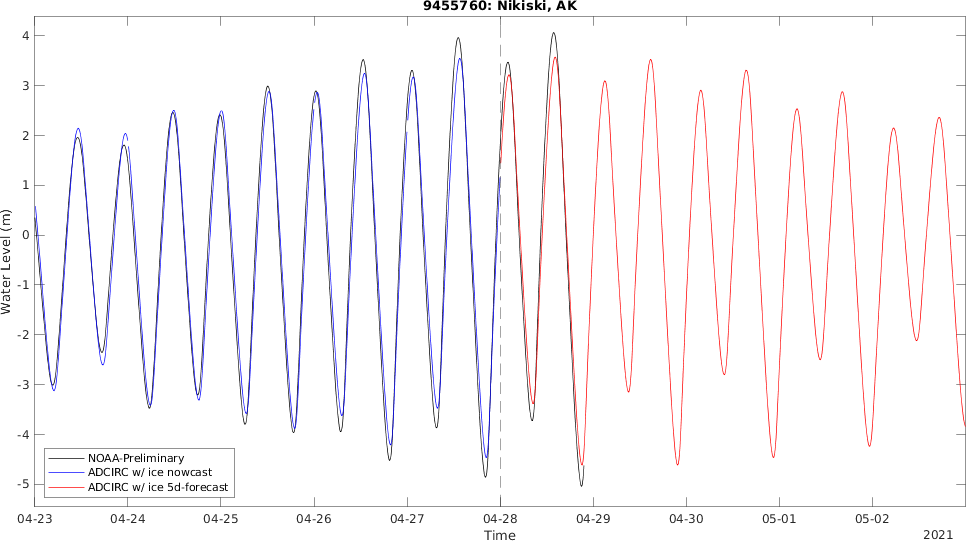 9455760: Nikiski, AK
Water Level (m)
4
3
2
1
0
-1
-2
-3
-4
-5
NOAA-Preliminary
ADCIRC w/ ice nowcast
ADCIRC w/ ice 5d-forecast
04-23 04-24 04-25 04-26 04-27 04-28 04-29 04-30 05-01 05-02
Time
2021